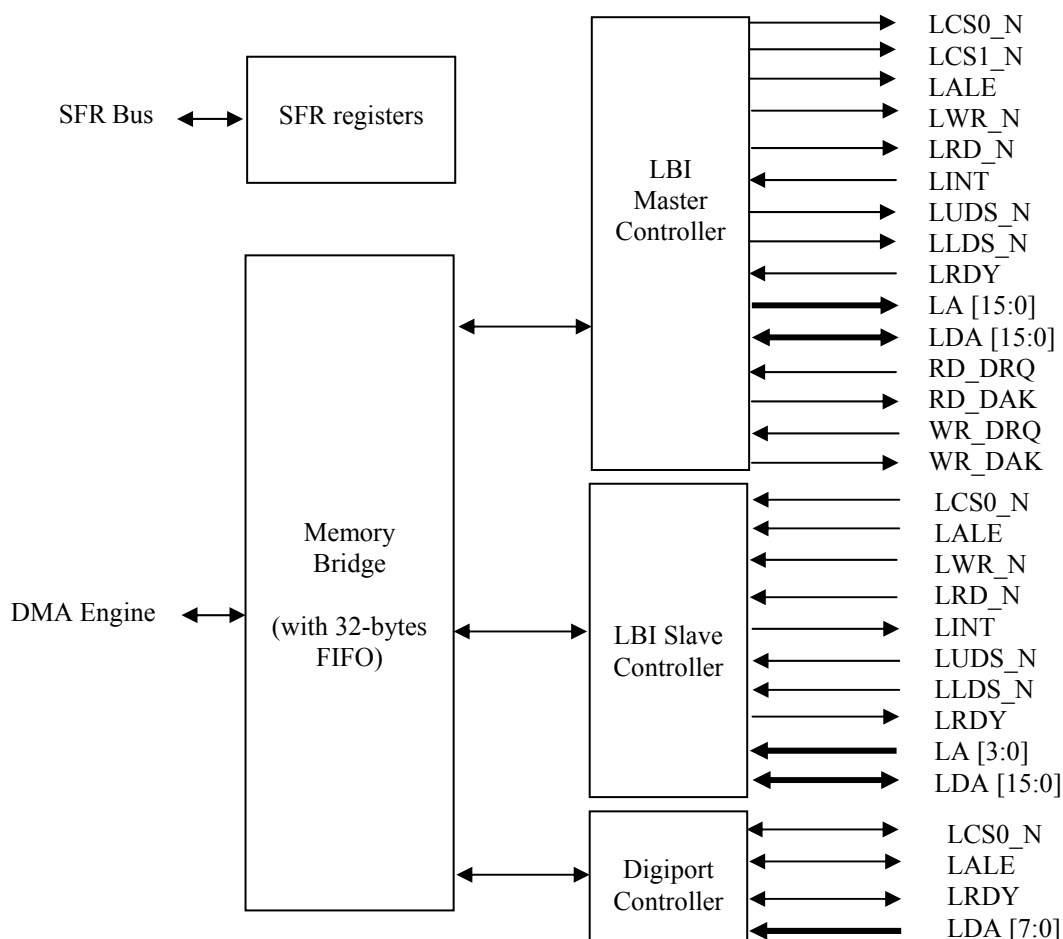 SFR Bus
SFR registers
DMA Engine
Memory
Bridge
(with 32-bytes
FIFO)
LBI
Master
Controller
LCS0_N
LCS1_N
LALE
LWR_N
LRD_N
LINT
LUDS_N
LLDS_N
LRDY
LA [15:0]
LDA [15:0]
RD_DRQ
RD_DAK
WR_DRQ
WR_DAK
LBI Slave
Controller
LCS0_N
LALE
LWR_N
LRD_N
LINT
LUDS_N
LLDS_N
LRDY
LA [3:0]
LDA [15:0]
Digiport
Controller
LCS0_N
LALE
LRDY
LDA [7:0]